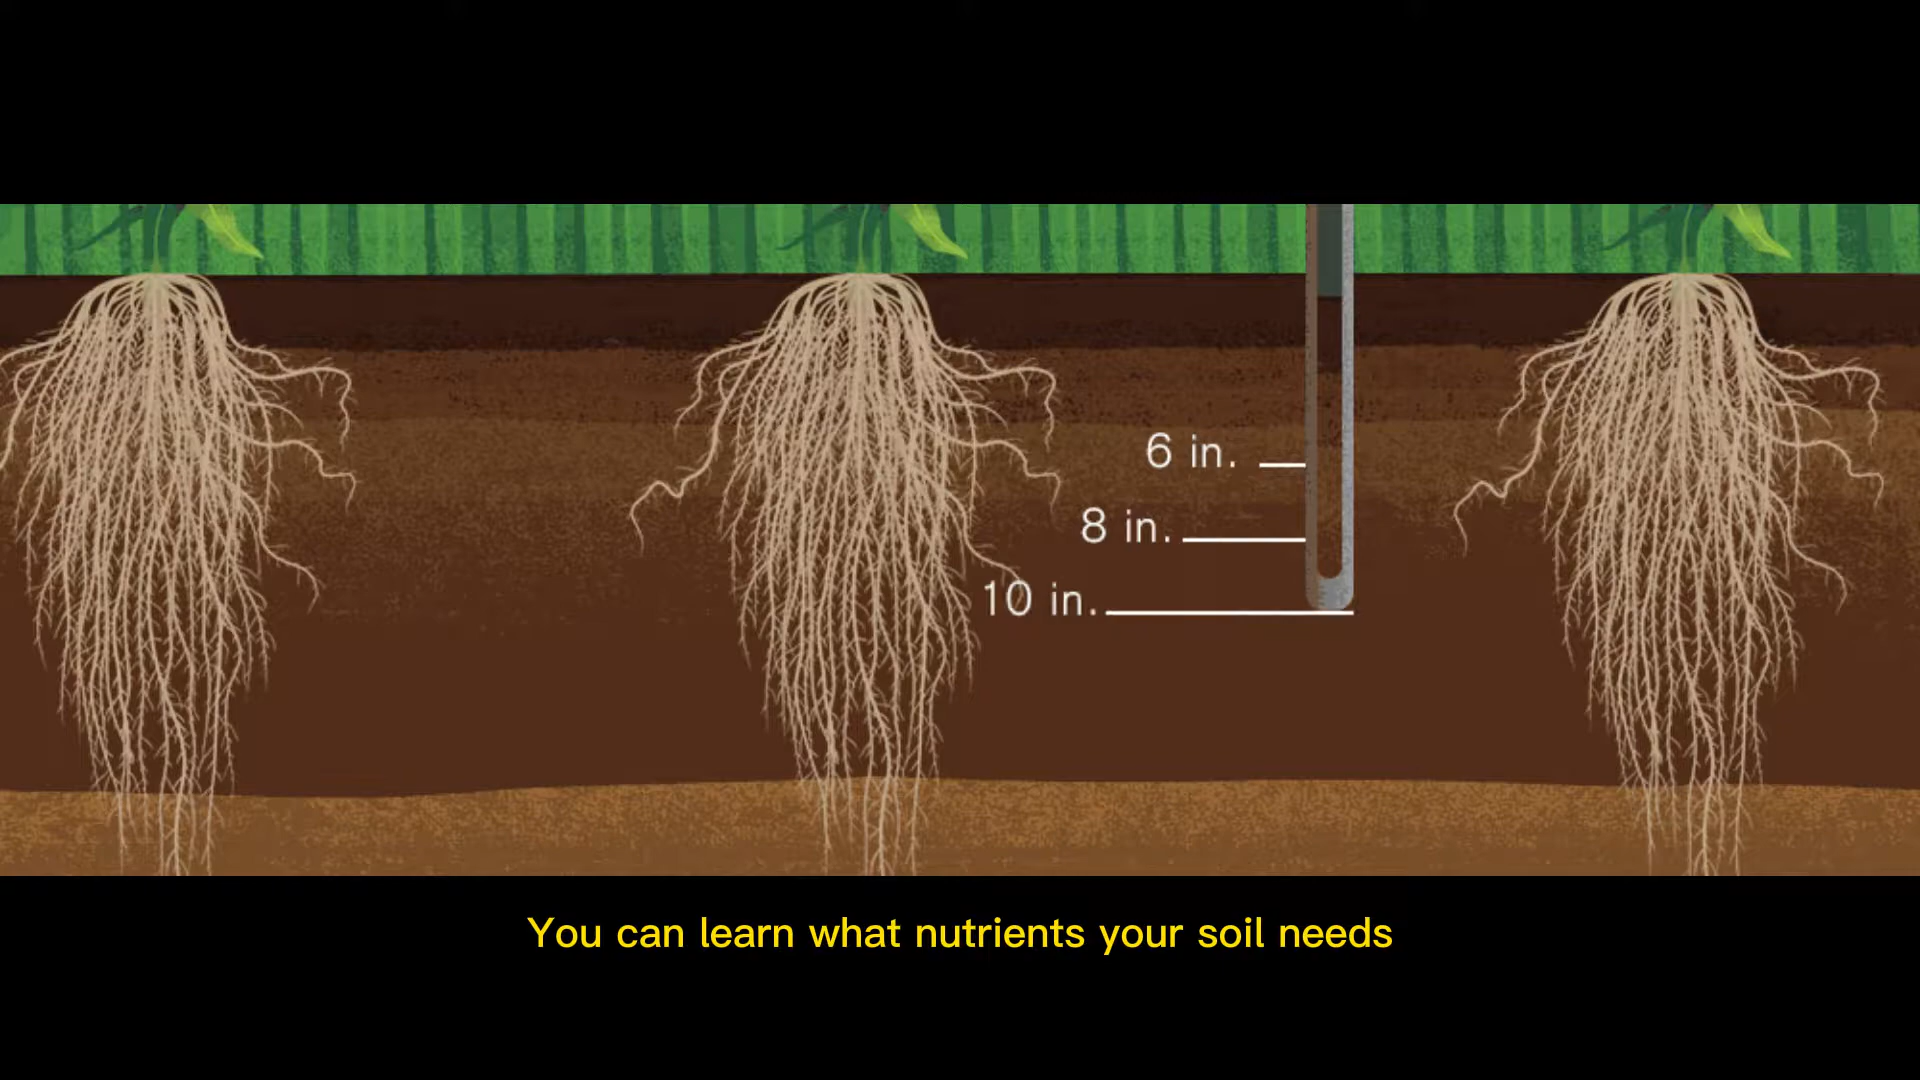 6 in.
8 in.
10 in.
You can learn what nutrients your soil needs